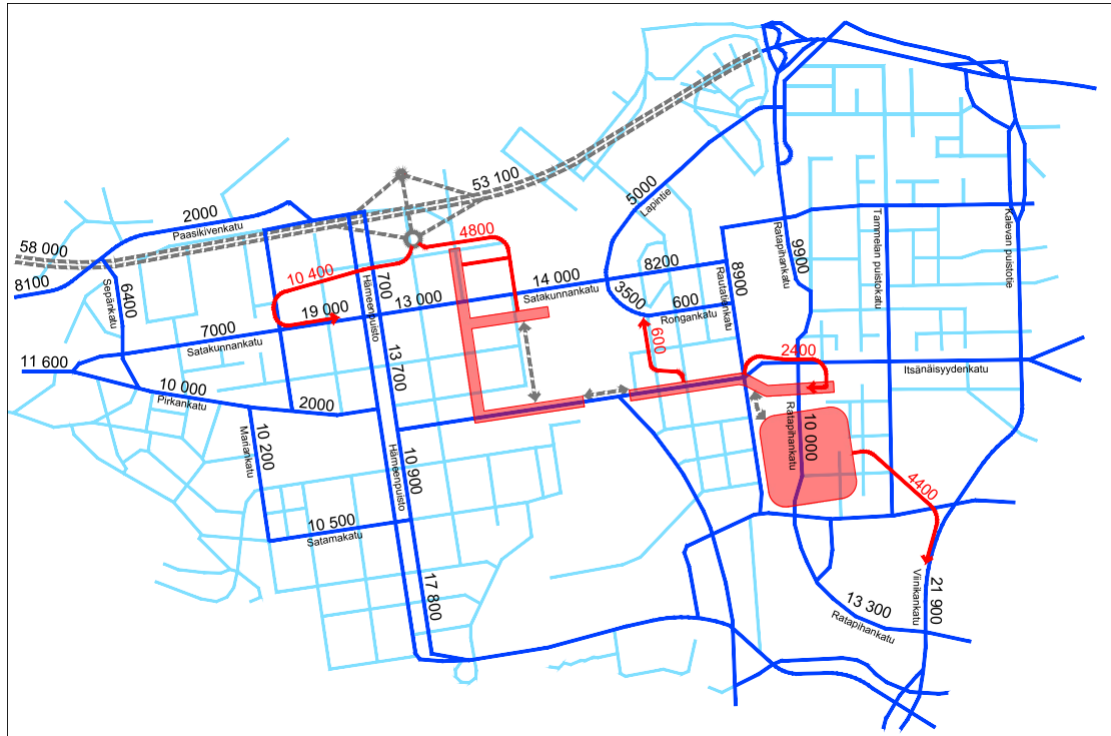 53 100
2000
Paasikivenkatu
58 000
8100
Sepänkatu
6400
10 400
4800
700
Hämeenpuisto
19 000
13 000
14 000
Satakunnankatu
7000
Satakunnankatu
11 600
10 000
Pirkankatu
2000
13 700
Mariankatu
10 200
Hämeenpuisto
10 900
10 500
Satamakatu
17 800
5000
Lapintie
8200
3500
600
Rongankatu
600
8900
Rautatienkatu
Ratapihankatu
9900
Tammelan puistokatu
Kalevan puistotie
2400
Itsänäisyydenkatu
Ratapihankatu
10 000
4400
13 300
Ratapihankatu
Viinikankatu
21 900